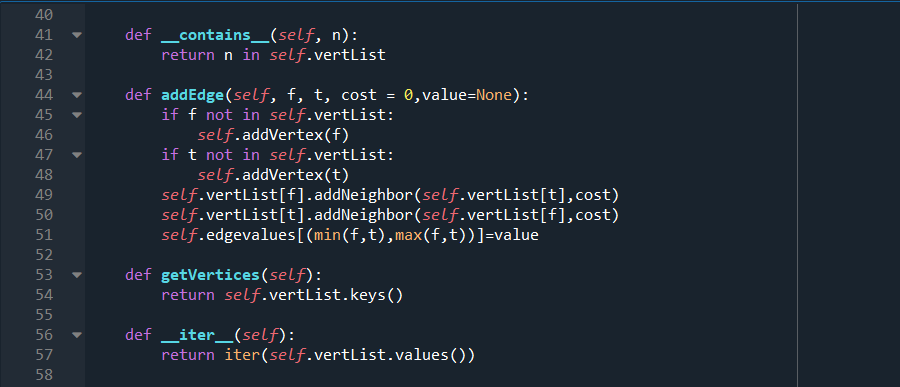 40
41 def __contains__(self, n):
42 return n in self.vertList
43
44 def addEdge(self, f, t, cost = 0,value=None):
45 if f not in self.vertList:
46 self.addVertex(f)
47 if t not in self.vertList:
48 self.addVertex(t)
49 self.vertList[f].addNeighbor(self.vertList[t],cost)
50 self.vertList[t].addNeighbor(self.vertList[f],cost)
51 self.edgevalues[(min(f,t),max(f,t))]=value
52
53 def getVertices(self):
54 return self.vertList.keys()
55
56 def __iter__(self):
57 return iter(self.vertList.values())
58